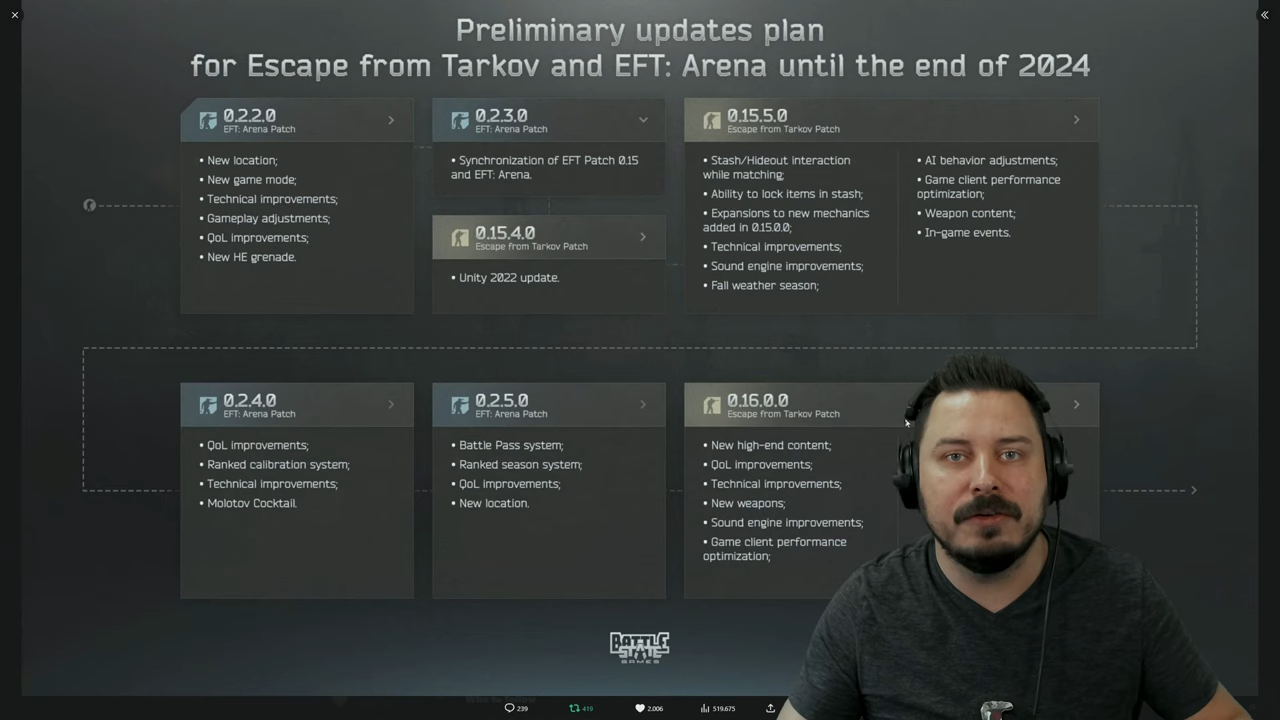 Preliminary updates plan
for Escape from Tarkov and EFT: Arena until the end of 2024
0.2.2.0
EFT: Arena Patch
• New location;
• New game mode;
• Technical improvements;
• Gameplay adjustments;
• QoL improvements;
• New HE grenade.
0.2.3.0
EFT: Arena Patch
• Synchronization of EFT Patch 0.15
and EFT: Arena.
0.15.4.0
Escape from Tarkov Patch
• Unity 2022 update.
0.15.5.0
Escape from Tarkov Patch
• Stash/Hideout interaction
while matching;
• Ability to lock items in stash;
• Expansions to new mechanics
added in 0.15.0.0;
• Technical improvements;
• Sound engine improvements;
• Fall weather season;
• AI behavior adjustments;
• Game client performance
optimization;
• Weapon content;
• In-game events.
0.2.4.0
EFT: Arena Patch
• QoL improvements;
• Ranked calibration system;
• Technical improvements;
• Molotov Cocktail.
0.2.5.0
EFT: Arena Patch
• Battle Pass system;
• Ranked season system;
• QoL improvements;
• New location.
0.16.0.0
Escape from Tarkov Patch
• New high-end content;
• QoL improvements;
• Technical improvements;
• New weapons;
• Sound engine improvements;
• Game client performance
optimization;
BATTLE
STATE
GAMES
239
419
2,006
519,675